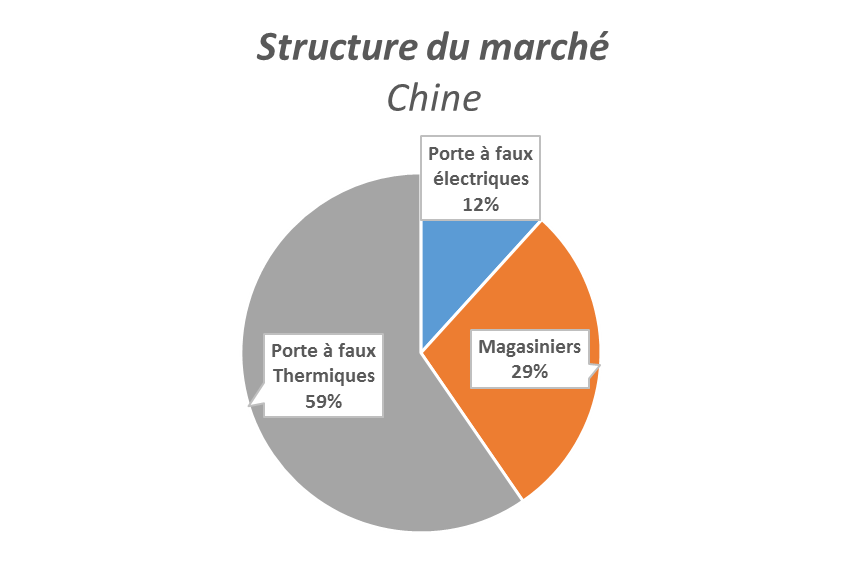 Structure du marché
Chine
Porte à faux
électriques
12%
Magasiniers
29%
Porte à faux
Thermiques
59%